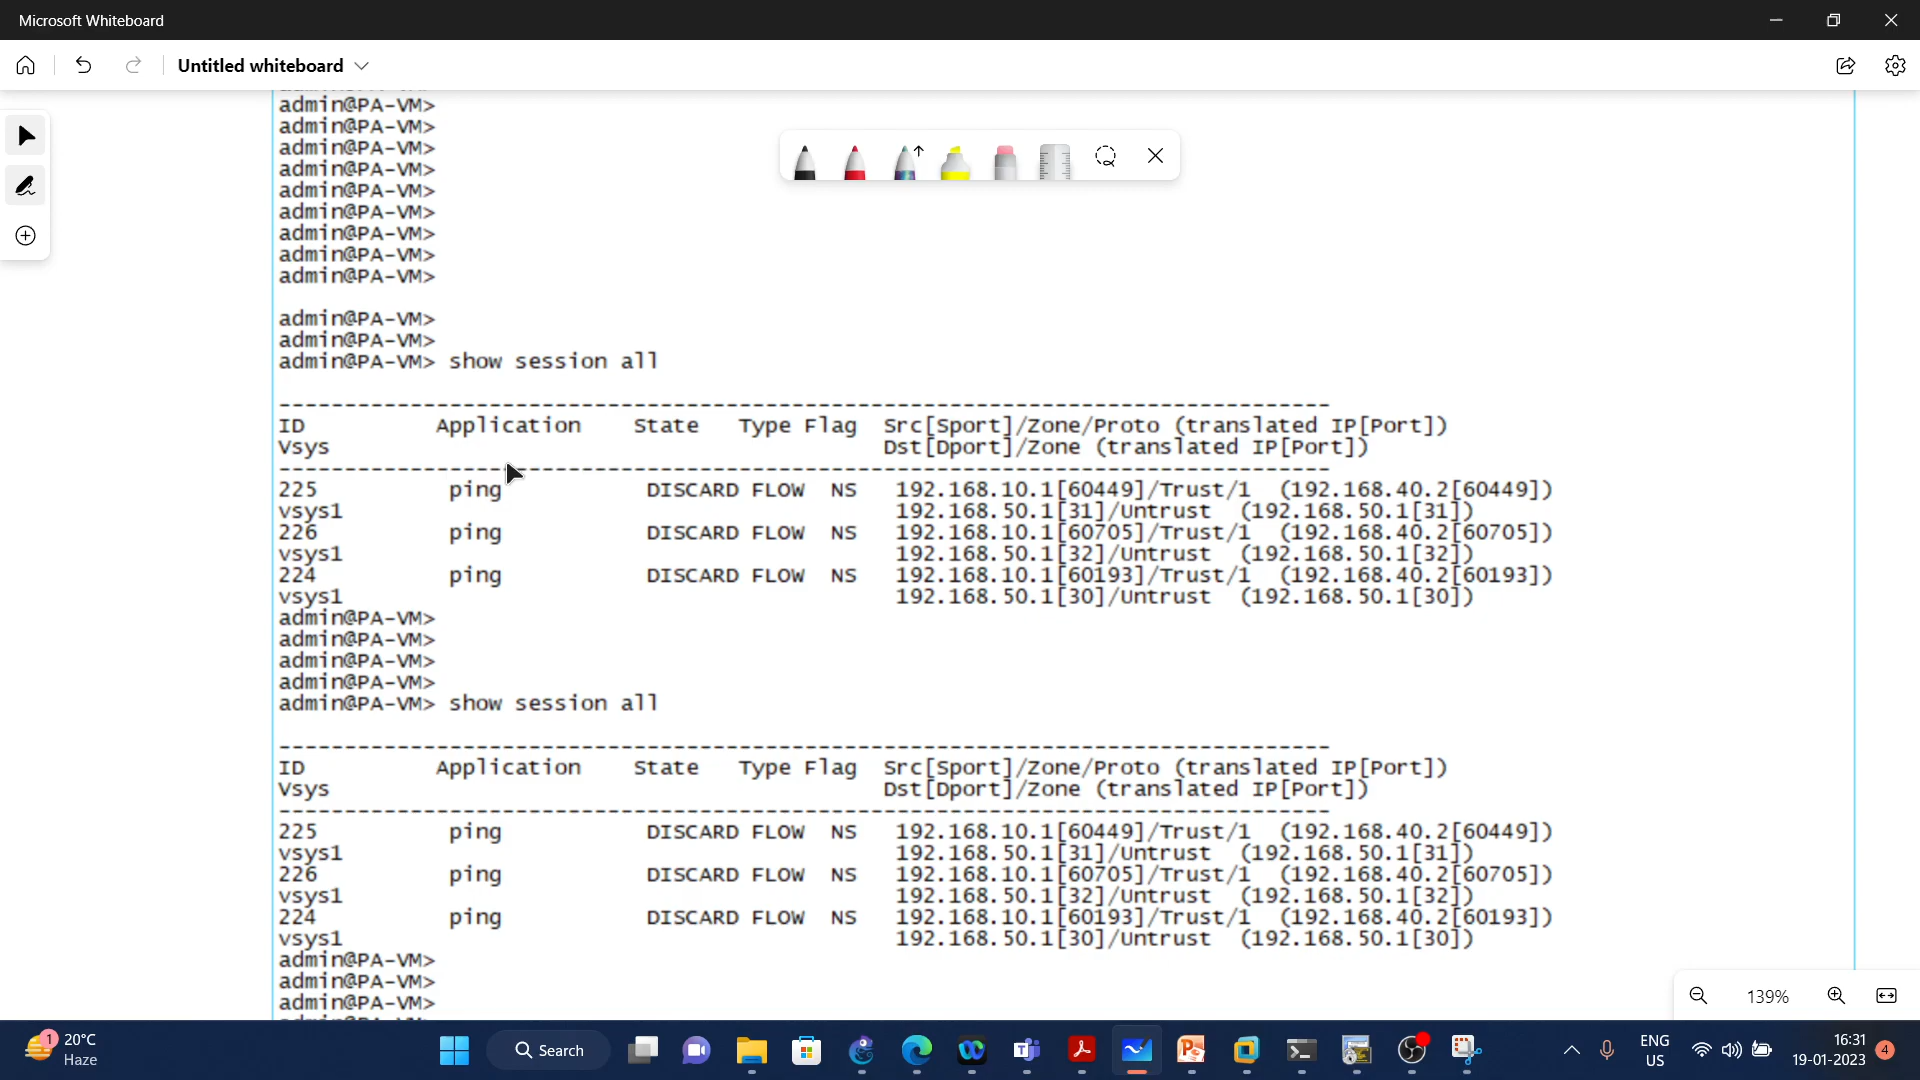 Microsoft Whiteboard
Untitled whiteboard
admin@PA-VM>
admin@PA-VM>
admin@PA-VM>
admin@PA-VM>
admin@PA-VM>
admin@PA-VM>
admin@PA-VM>
admin@PA-VM>
admin@PA-VM>
admin@PA-VM>
admin@PA-VM>
admin@PA-VM> show session all
--------------------------------------------------------------------------------
ID Application State Type Flag Src[Sport]/Zone/Proto (translated IP[Port])
Vsys Dst[Dport]/Zone (translated IP[Port])
--------------------------------------------------------------------------------
225 ping DISCARD FLOW NS 192.168.10.1[60449]/Trust/1 (192.168.40.2[60449])
vsys1 192.168.50.1[31]/Untrust (192.168.50.1[31])
226 ping DISCARD FLOW NS 192.168.10.1[60705]/Trust/1 (192.168.40.2[60705])
vsys1 192.168.50.1[32]/Untrust (192.168.50.1[32])
224 ping DISCARD FLOW NS 192.168.10.1[60193]/Trust/1 (192.168.40.2[60193])
vsys1 192.168.50.1[30]/Untrust (192.168.50.1[30])
admin@PA-VM>
admin@PA-VM>
admin@PA-VM>
admin@PA-VM>
admin@PA-VM> show session all
--------------------------------------------------------------------------------
ID Application State Type Flag Src[Sport]/Zone/Proto (translated IP[Port])
Vsys Dst[Dport]/Zone (translated IP[Port])
--------------------------------------------------------------------------------
225 ping DISCARD FLOW NS 192.168.10.1[60449]/Trust/1 (192.168.40.2[60449])
vsys1 192.168.50.1[31]/Untrust (192.168.50.1[31])
226 ping DISCARD FLOW NS 192.168.10.1[60705]/Trust/1 (192.168.40.2[60705])
vsys1 192.168.50.1[32]/Untrust (192.168.50.1[32])
224 ping DISCARD FLOW NS 192.168.10.1[60193]/Trust/1 (192.168.40.2[60193])
vsys1 192.168.50.1[30]/Untrust (192.168.50.1[30])
admin@PA-VM>
admin@PA-VM>
admin@PA-VM>
139%
1 20°C
Haze
Search
ENG
US
16:31
19-01-2023
4